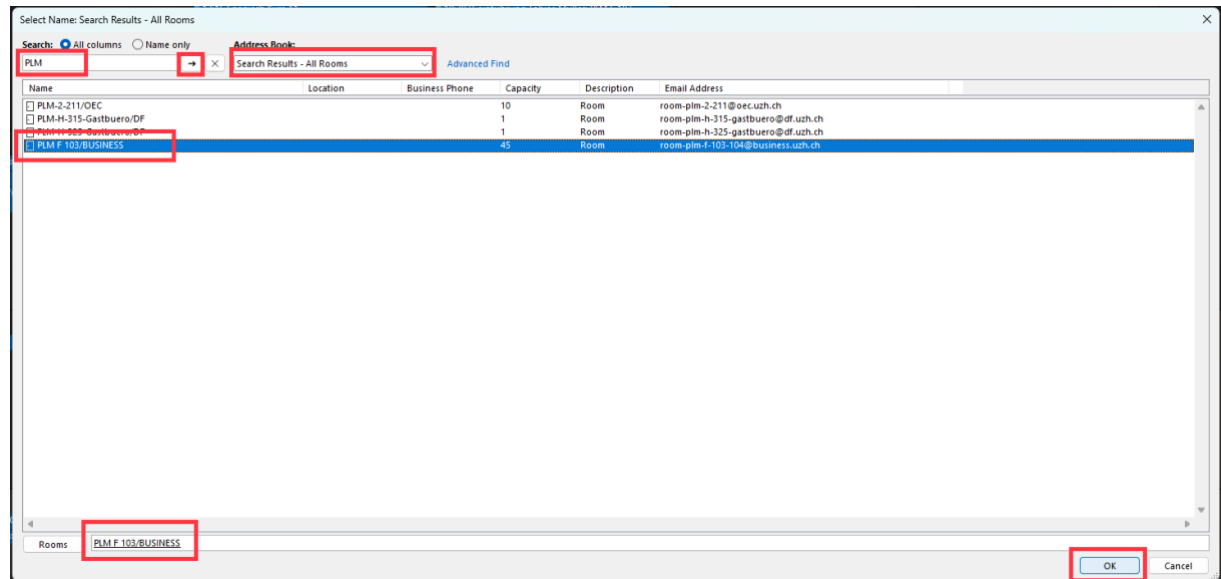 Select Name: Search Results - All Rooms
Search: All columns Name only Address Book:
PLM Search Results - All Rooms Advanced Find
Name Location Business Phone Capacity Description Email Address
PLM-2-211/OEC 10 Room room-plm-2-211@oec.uzh.ch
PLM-H-315-Gastbuero/DF 1 Room room-plm-h-315-gastbuero@df.uzh.ch
PLM-H-325-Gastbuero/DF 1 Room room-plm-h-325-gastbuero@df.uzh.ch
PLM F 103/BUSINESS 45 Room room-plm-f-103-104@business.uzh.ch
Rooms PLM F 103/BUSINESS
OK Cancel